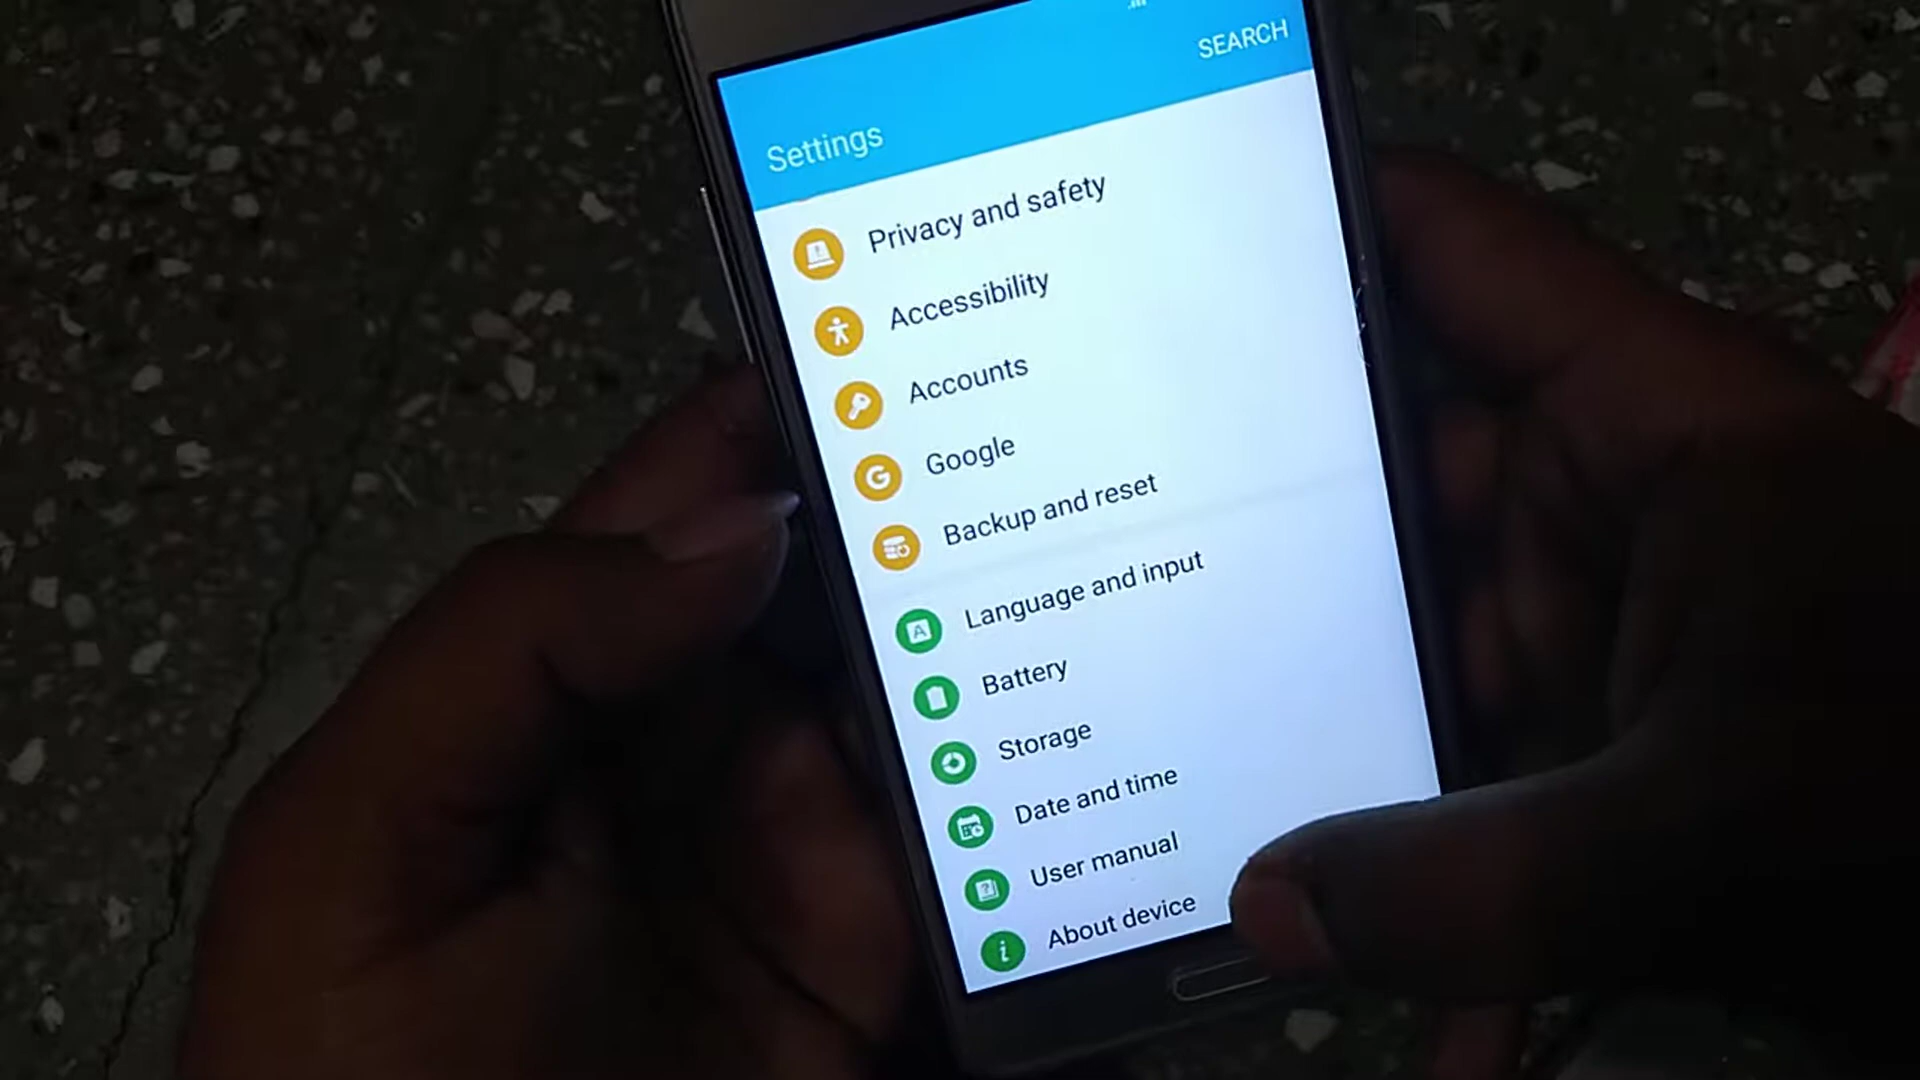 SEARCH
Settings
Privacy and safety
Accessibility
Accounts
Google
Backup and reset
Language and input
Battery
Storage
Date and time
User manual
About device